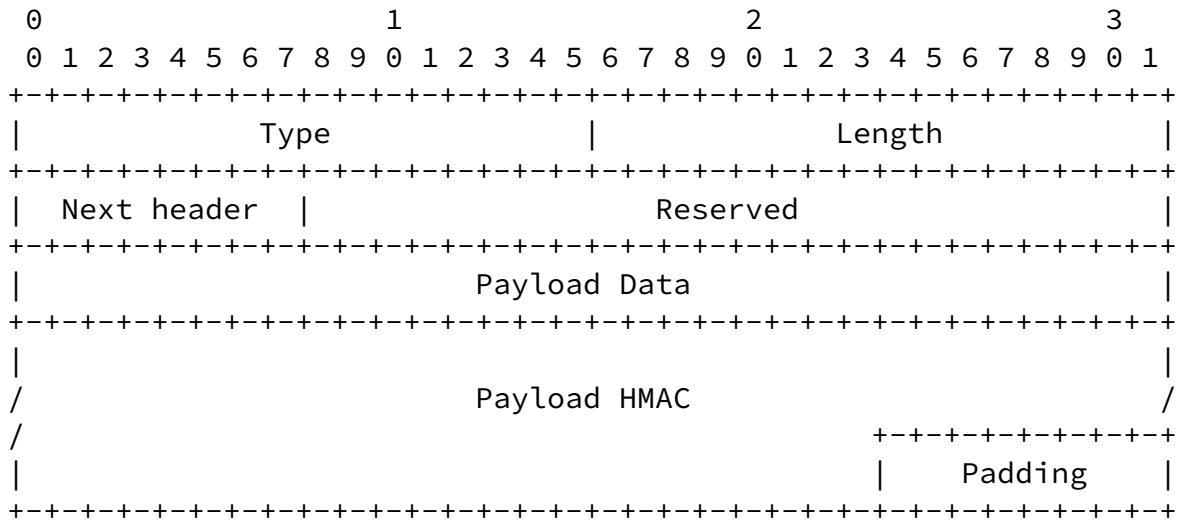 0                   1                   2                   3
 0 1 2 3 4 5 6 7 8 9 0 1 2 3 4 5 6 7 8 9 0 1 2 3 4 5 6 7 8 9 0 1
+-+-+-+-+-+-+-+-+-+-+-+-+-+-+-+-+-+-+-+-+-+-+-+-+-+-+-+-+-+-+-+-+
|             Type              |             Length            |
+-+-+-+-+-+-+-+-+-+-+-+-+-+-+-+-+-+-+-+-+-+-+-+-+-+-+-+-+-+-+-+-+
|  Next header  |                   Reserved                    |
+-+-+-+-+-+-+-+-+-+-+-+-+-+-+-+-+-+-+-+-+-+-+-+-+-+-+-+-+-+-+-+-+
|                         Payload Data                          |
+-+-+-+-+-+-+-+-+-+-+-+-+-+-+-+-+-+-+-+-+-+-+-+-+-+-+-+-+-+-+-+-+
|                                                               |
/                         Payload HMAC                          /
/                                               +-+-+-+-+-+-+-+-+
|                                               |    Padding    |
+-+-+-+-+-+-+-+-+-+-+-+-+-+-+-+-+-+-+-+-+-+-+-+-+-+-+-+-+-+-+-+-+